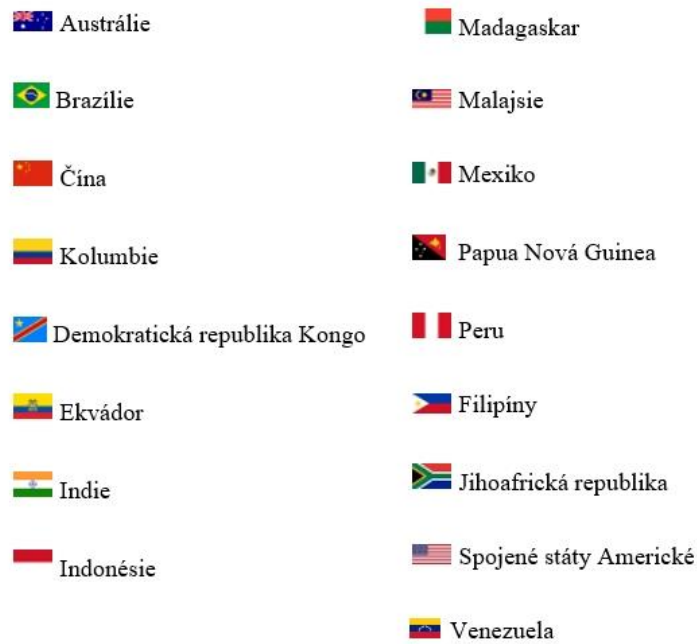 Austrálie
Brazílie
Čína
Kolumbie
Demokratická republika Kongo
Ekvádor
Indie
Indonésie
Madagaskar
Malajsie
Mexiko
Papua Nová Guinea
Peru
Filipíny
Jihoafrická republika
Spojené státy Americké
Venezuela